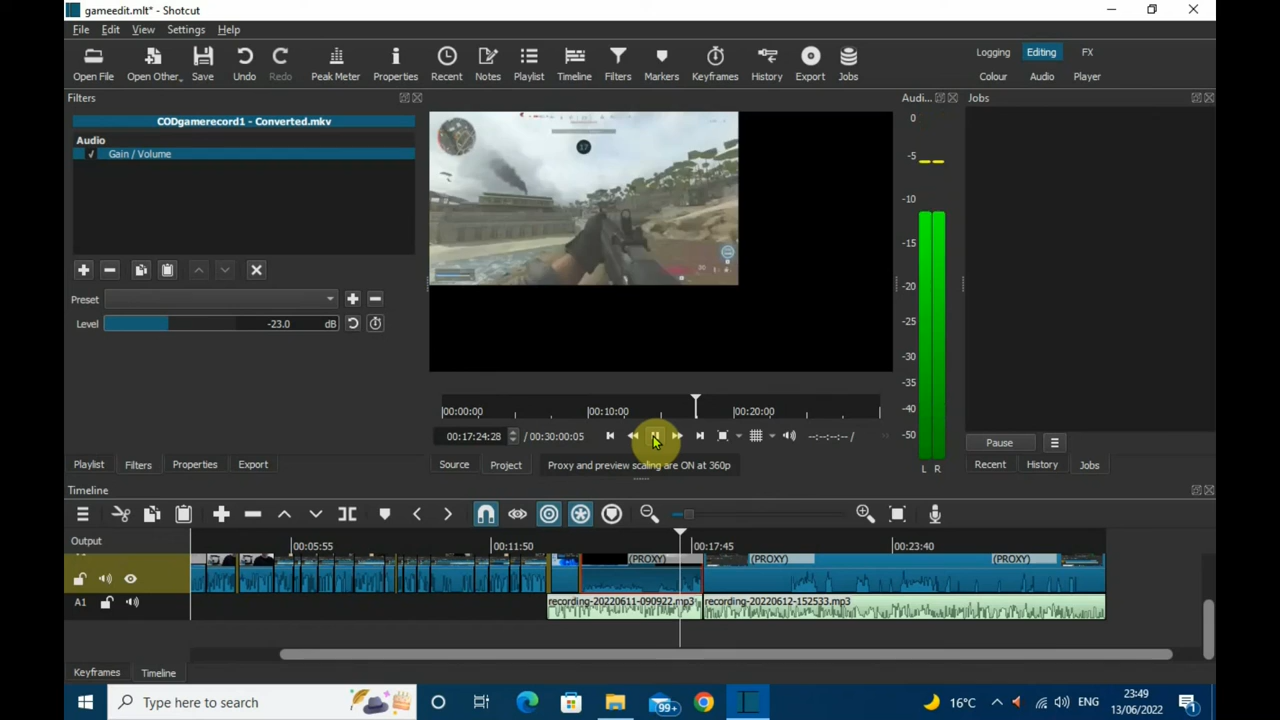 gameedit.mlt* - Shotcut
File Edit View Settings Help
Open File Open Other... Save Undo Redo Peak Meter Properties Recent Notes Playlist Timeline Filters Markers Keyframes History Export Jobs
Logging Editing FX
Colour Audio Player
Filters
Audi...
Jobs
CODgamerecord1 - Converted.mkv
Audio
✓ Gain / Volume
Preset
Level -23.0 dB
17
0
-5
-10
-15
-20
-25
-30
-35
-40
-45
-50
L R
00:00:00 00:10:00 00:20:00
00:17:24:28 / 00:30:00:05
--:--:--:-- /
Pause
Playlist Filters Properties Export
Source Project Proxy and preview scaling are ON at 360p
Recent History Jobs
Timeline
Output
00:05:55 00:11:50 00:17:45 00:23:40
(PROXY) (PROXY) (PROXY)
A1
recording-20220611-090922.mp3 recording-20220612-152533.mp3
Keyframes Timeline
Type here to search
99+
16°C
ENG
23:49
13/06/2022
1